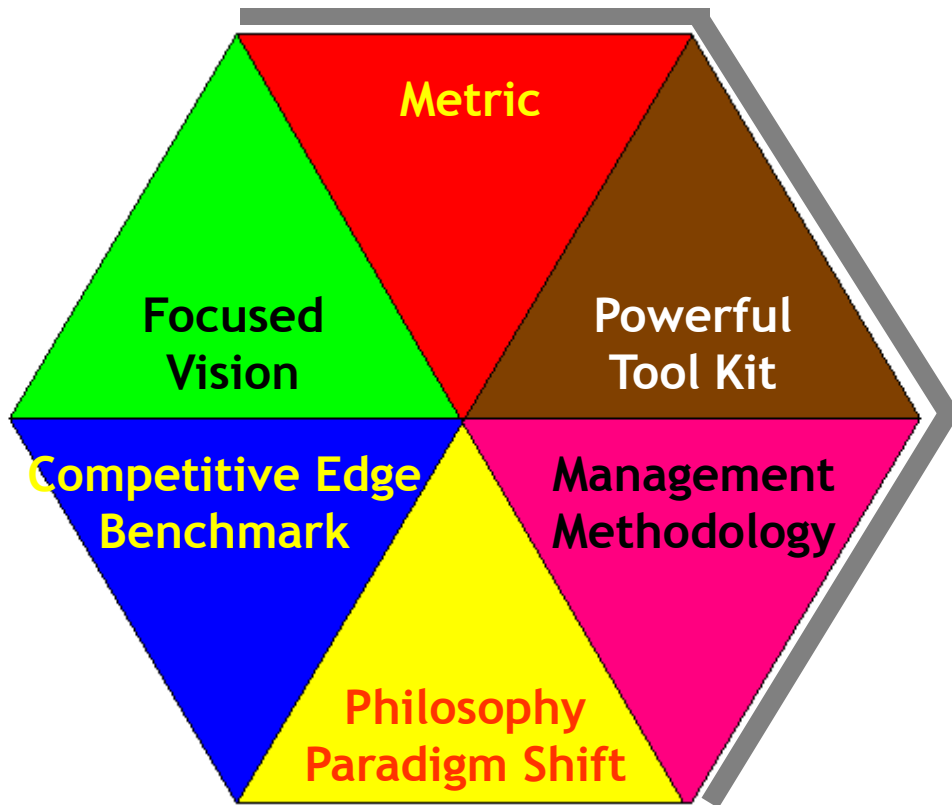 Metric
Focused
Vision
Powerful
Tool Kit
Competitive Edge
Benchmark
Management
Methodology
Philosophy
Paradigm Shift